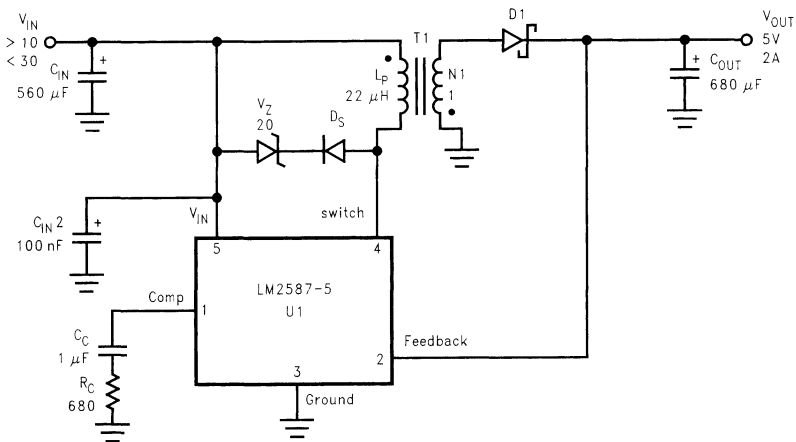 V_IN
> 10
< 30
C_IN
560 μF
+
V_Z
20
D_S
L_P
22 μH
T1
N1
1
D1
V_OUT
5V
2A
+
C_OUT
680 μF
C_IN 2
100 nF
+
V_IN
switch
5
4
LM2587-5
U1
Comp
1
2
Feedback
3
Ground
C_C
1 μF
R_C
680